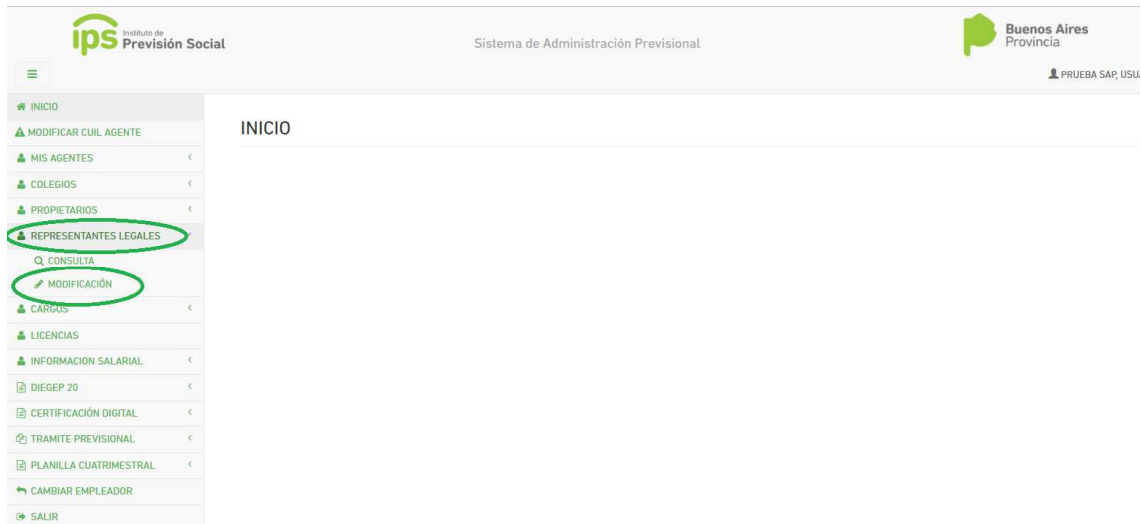 ips Instituto de
Previsión Social
Sistema de Administración Previsional
Buenos Aires
Provincia
PRUEBA SAP, USU
INICIO
MODIFICAR CUIL AGENTE
MIS AGENTES
COLEGIOS
PROPIETARIOS
REPRESENTANTES LEGALES
CONSULTA
MODIFICACIÓN
CARGOS
LICENCIAS
INFORMACION SALARIAL
DIEGEP 20
CERTIFICACIÓN DIGITAL
TRAMITE PREVISIONAL
PLANILLA CUATRIMESTRAL
CAMBIAR EMPLEADOR
SALIR
INICIO